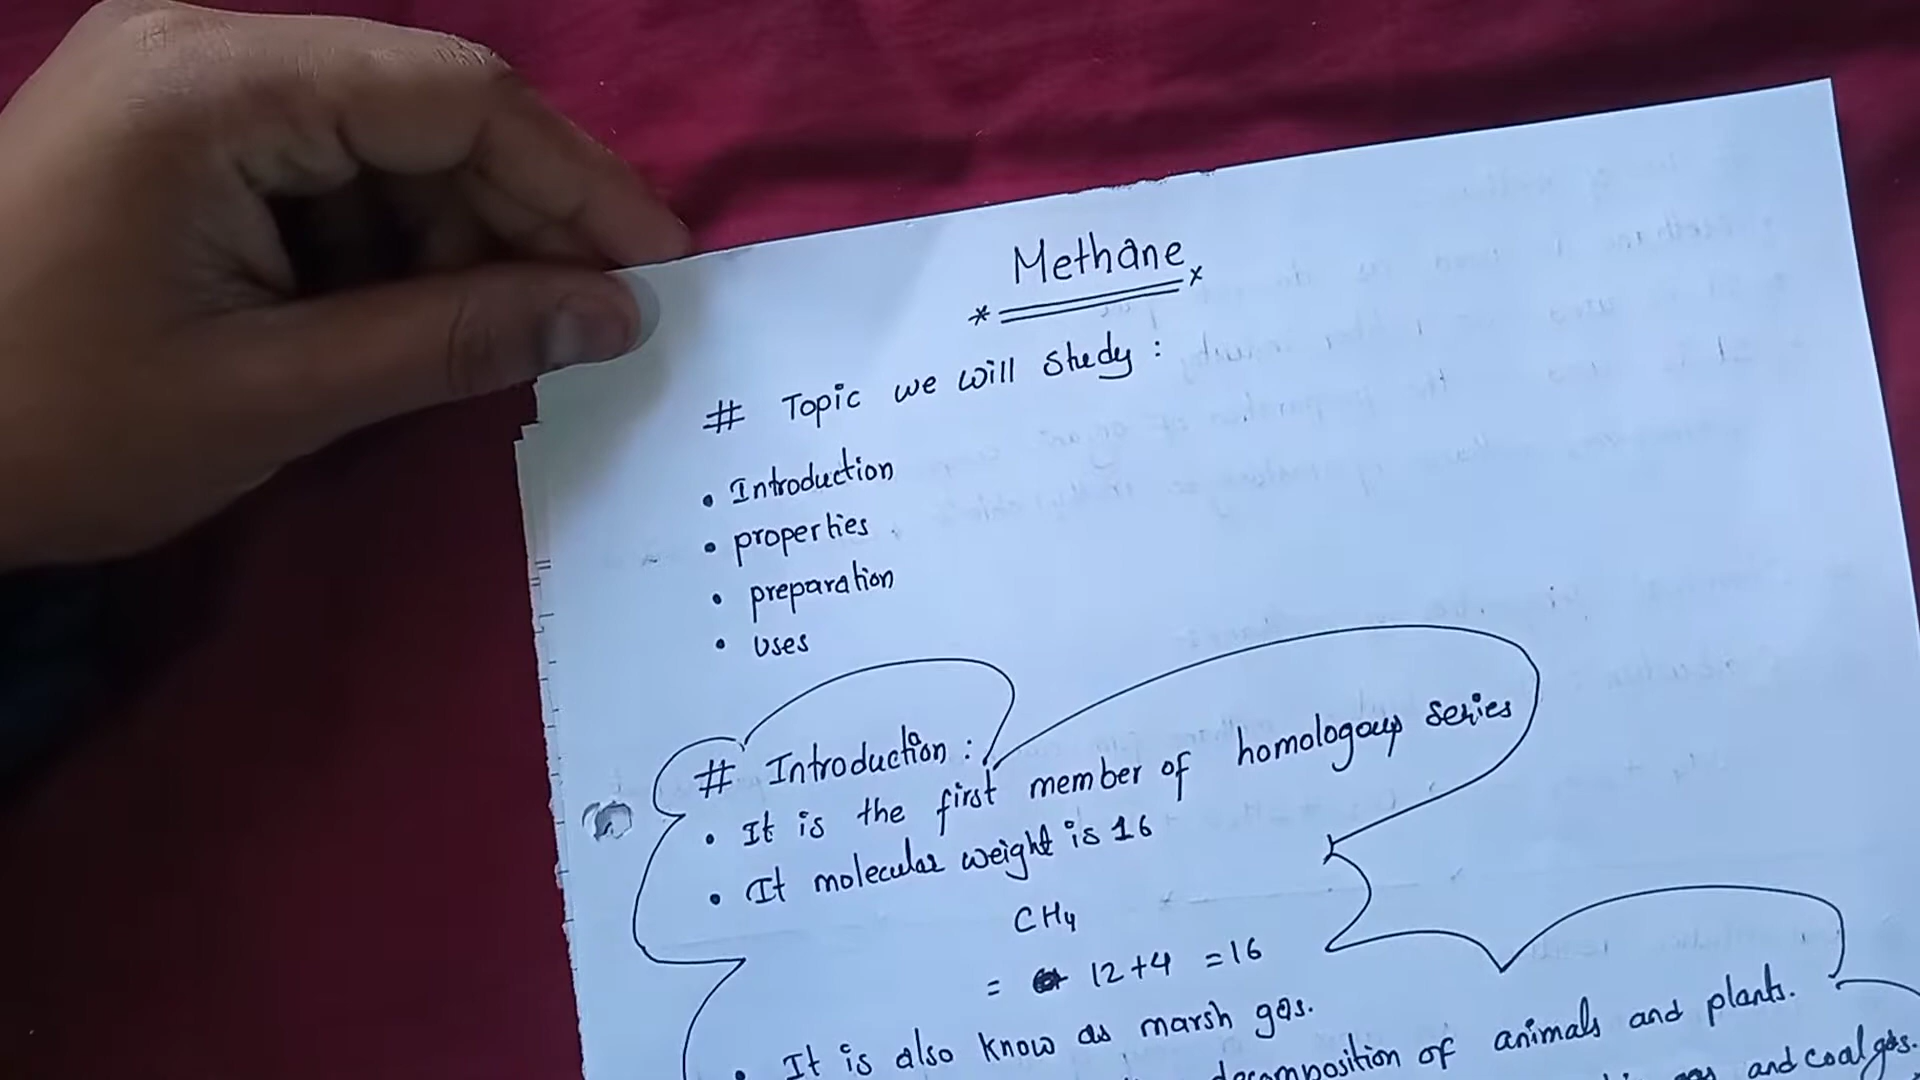 Methane
# Topic we will study :
• Introduction
• properties
• preparation
• uses
# Introduction :
• It is the first member of homologous series
• It molecular weight is 16
CH4
= 12+4 =16
• It is also know as marsh gas.
decomposition of animals and plants.
and coal gas.